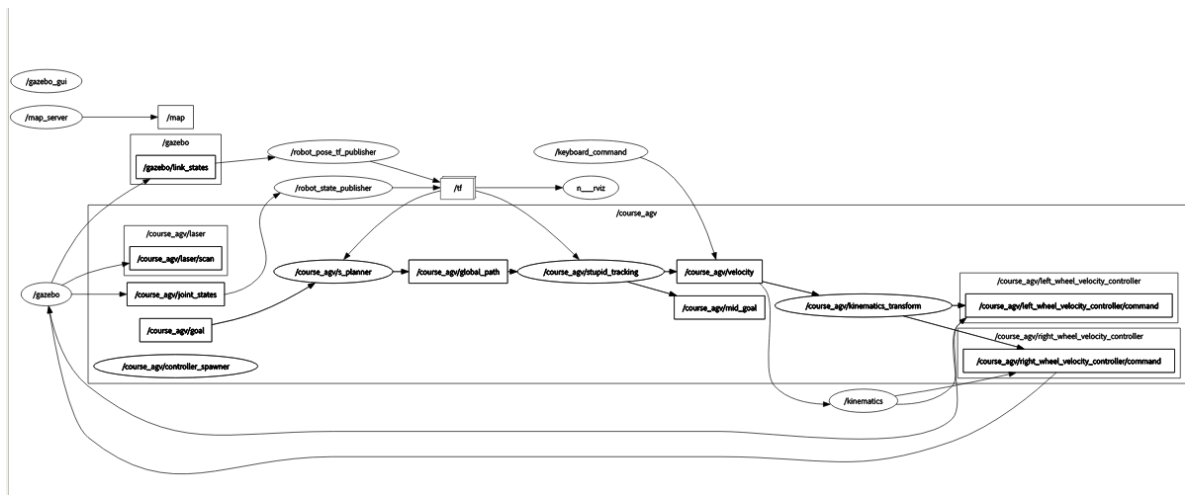 /gazebo_gui
/map_server
/map
/gazebo
/gazebo/link_states
/robot_pose_tf_publisher
/keyboard_command
/robot_state_publisher
/tf
n___rviz
/course_agv
/course_agv/laser
/course_agv/laser/scan
/course_agv/s_planner
/course_agv/global_path
/course_agv/stupid_tracking
/course_agv/velocity
/gazebo
/course_agv/joint_states
/course_agv/goal
/course_agv/mid_goal
/course_agv/kinematics_transform
/course_agv/left_wheel_velocity_controller
/course_agv/left_wheel_velocity_controller/command
/course_agv/right_wheel_velocity_controller
/course_agv/right_wheel_velocity_controller/command
/course_agv/controller_spawner
/kinematics